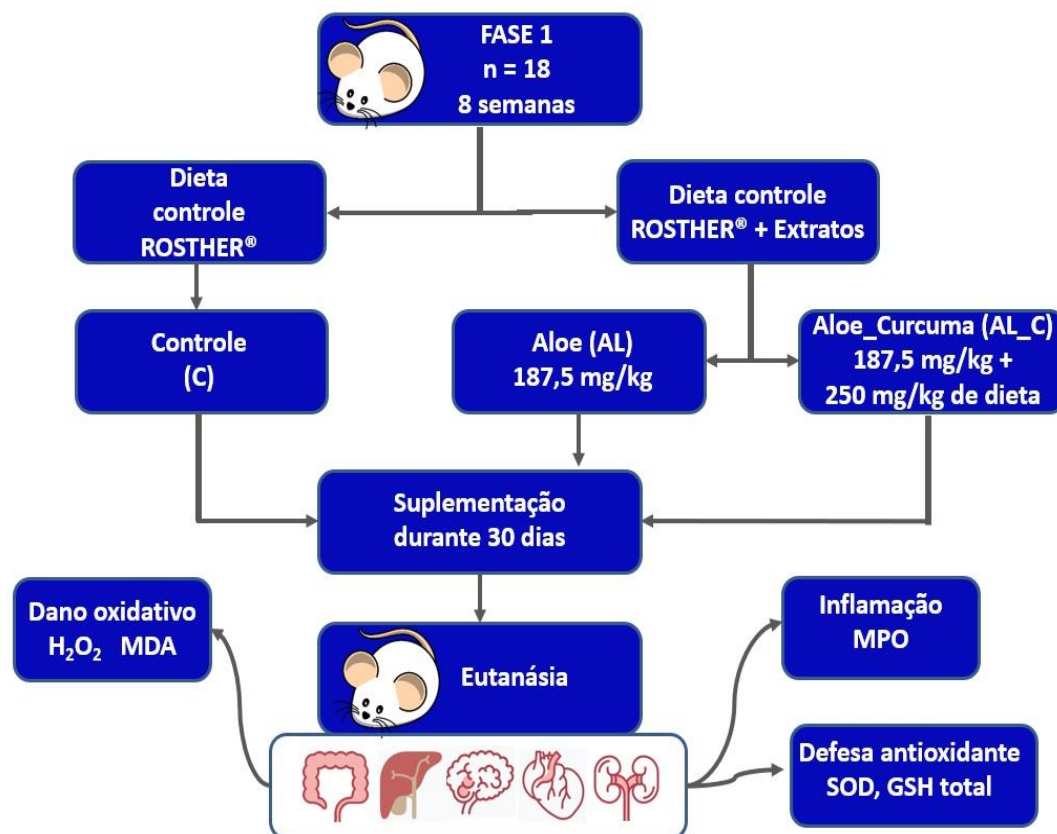 FASE 1
n = 18
8 semanas
Dieta
controle
ROSTHER®
Dieta controle
ROSTHER® + Extratos
Controle
(C)
Aloe (AL)
187,5 mg/kg
Aloe_Curcuma (AL_C)
187,5 mg/kg +
250 mg/kg de dieta
Suplementação
durante 30 dias
Dano oxidativo
H₂O₂ MDA
Eutanásia
Inflamação
MPO
Defesa antioxidante
SOD, GSH total